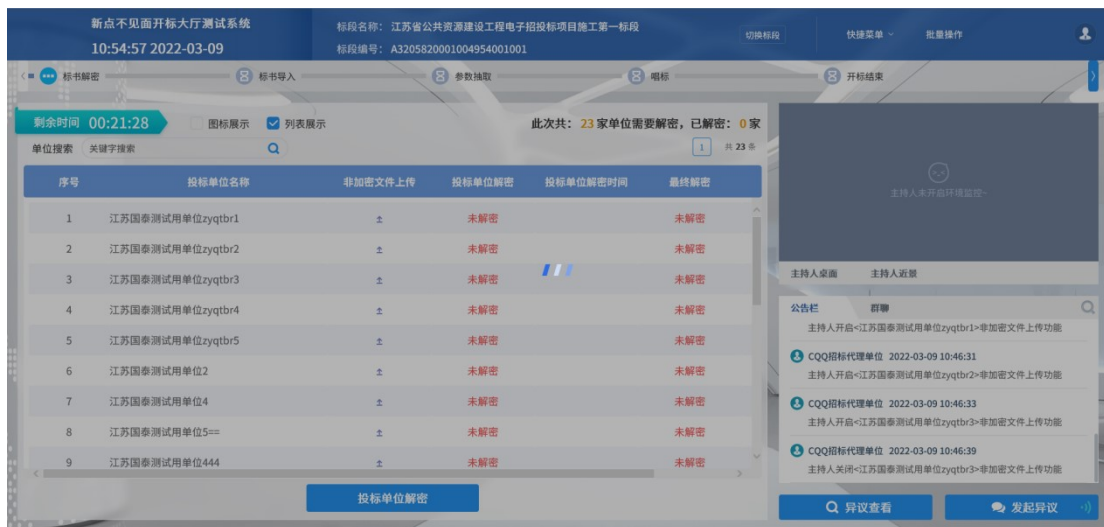 新点不见面开标大厅测试系统
10:54:57 2022-03-09
标段名称： 江苏省公共资源建设工程电子招投标项目施工第一标段
标段编号： A3205820001004954001001
切换标段
快捷菜单
批量操作
标书解密
标书导入
参数抽取
唱标
开标结束
剩余时间 00:21:28
图标展示
列表展示
此次共： 23 家单位需要解密，已解密： 0 家
单位搜索 关键字搜索
1 共 23 条
序号 投标单位名称 非加密文件上传 投标单位解密 投标单位解密时间 最终解密
1 江苏国泰测试用单位zyqtbr1 未解密 未解密
2 江苏国泰测试用单位zyqtbr2 未解密 未解密
3 江苏国泰测试用单位zyqtbr3 未解密 未解密
4 江苏国泰测试用单位zyqtbr4 未解密 未解密
5 江苏国泰测试用单位zyqtbr5 未解密 未解密
6 江苏国泰测试用单位2 未解密 未解密
7 江苏国泰测试用单位4 未解密 未解密
8 江苏国泰测试用单位5== 未解密 未解密
9 江苏国泰测试用单位444 未解密 未解密
投标单位解密
主持人未开启环境监控~
主持人桌面 主持人近景
公告栏 群聊
主持人开启<江苏国泰测试用单位zyqtbr1>非加密文件上传功能
CQQ招标代理单位 2022-03-09 10:46:31
主持人开启<江苏国泰测试用单位zyqtbr2>非加密文件上传功能
CQQ招标代理单位 2022-03-09 10:46:33
主持人开启<江苏国泰测试用单位zyqtbr3>非加密文件上传功能
CQQ招标代理单位 2022-03-09 10:46:39
主持人关闭<江苏国泰测试用单位zyqtbr3>非加密文件上传功能
异议查看
发起异议